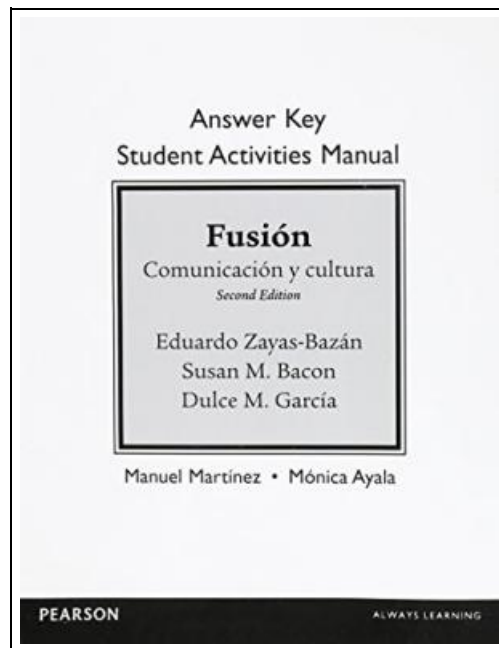 Answer Key
Student Activities Manual
Fusión
Comunicación y cultura
Second Edition
Eduardo Zayas-Bazán
Susan M. Bacon
Dulce M. García
Manuel Martínez • Mónica Ayala
PEARSON
ALWAYS LEARNING